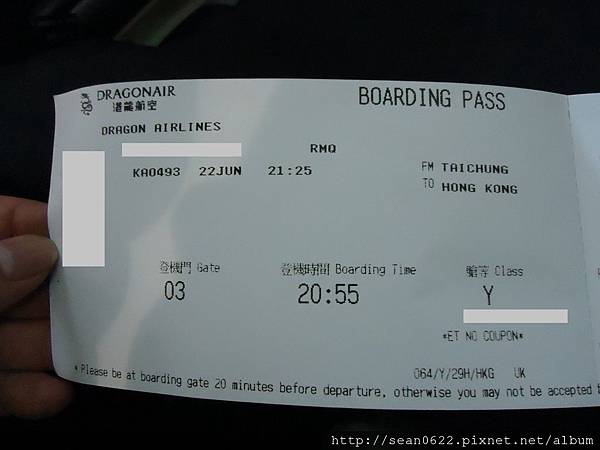 DRAGONAIR
港龍航空
BOARDING PASS
DRAGON AIRLINES
RMQ
KA0493 22JUN 21:25
FM TAICHUNG
TO HONG KONG
登機門 Gate 登機時間 Boarding Time 艙等 Class
03 20:55 Y
*ET NO COUPON*
064/Y/29H/HKG UK
* Please be at boarding gate 20 minutes before departure, otherwise you may not be accepted
http://sean0622.pixnet.net/album